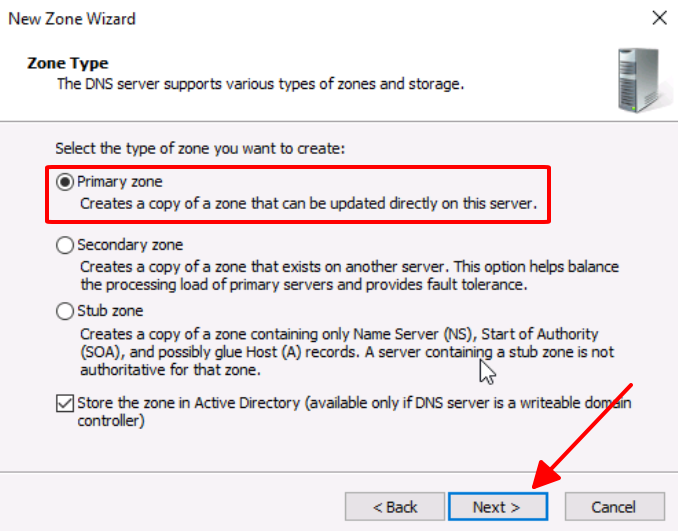 New Zone Wizard
Zone Type
The DNS server supports various types of zones and storage.
Select the type of zone you want to create:
Primary zone
Creates a copy of a zone that can be updated directly on this server.
Secondary zone
Creates a copy of a zone that exists on another server. This option helps balance
the processing load of primary servers and provides fault tolerance.
Stub zone
Creates a copy of a zone containing only Name Server (NS), Start of Authority
(SOA), and possibly glue Host (A) records. A server containing a stub zone is not
authoritative for that zone.
Store the zone in Active Directory (available only if DNS server is a writeable domain
controller)
< Back
Next >
Cancel